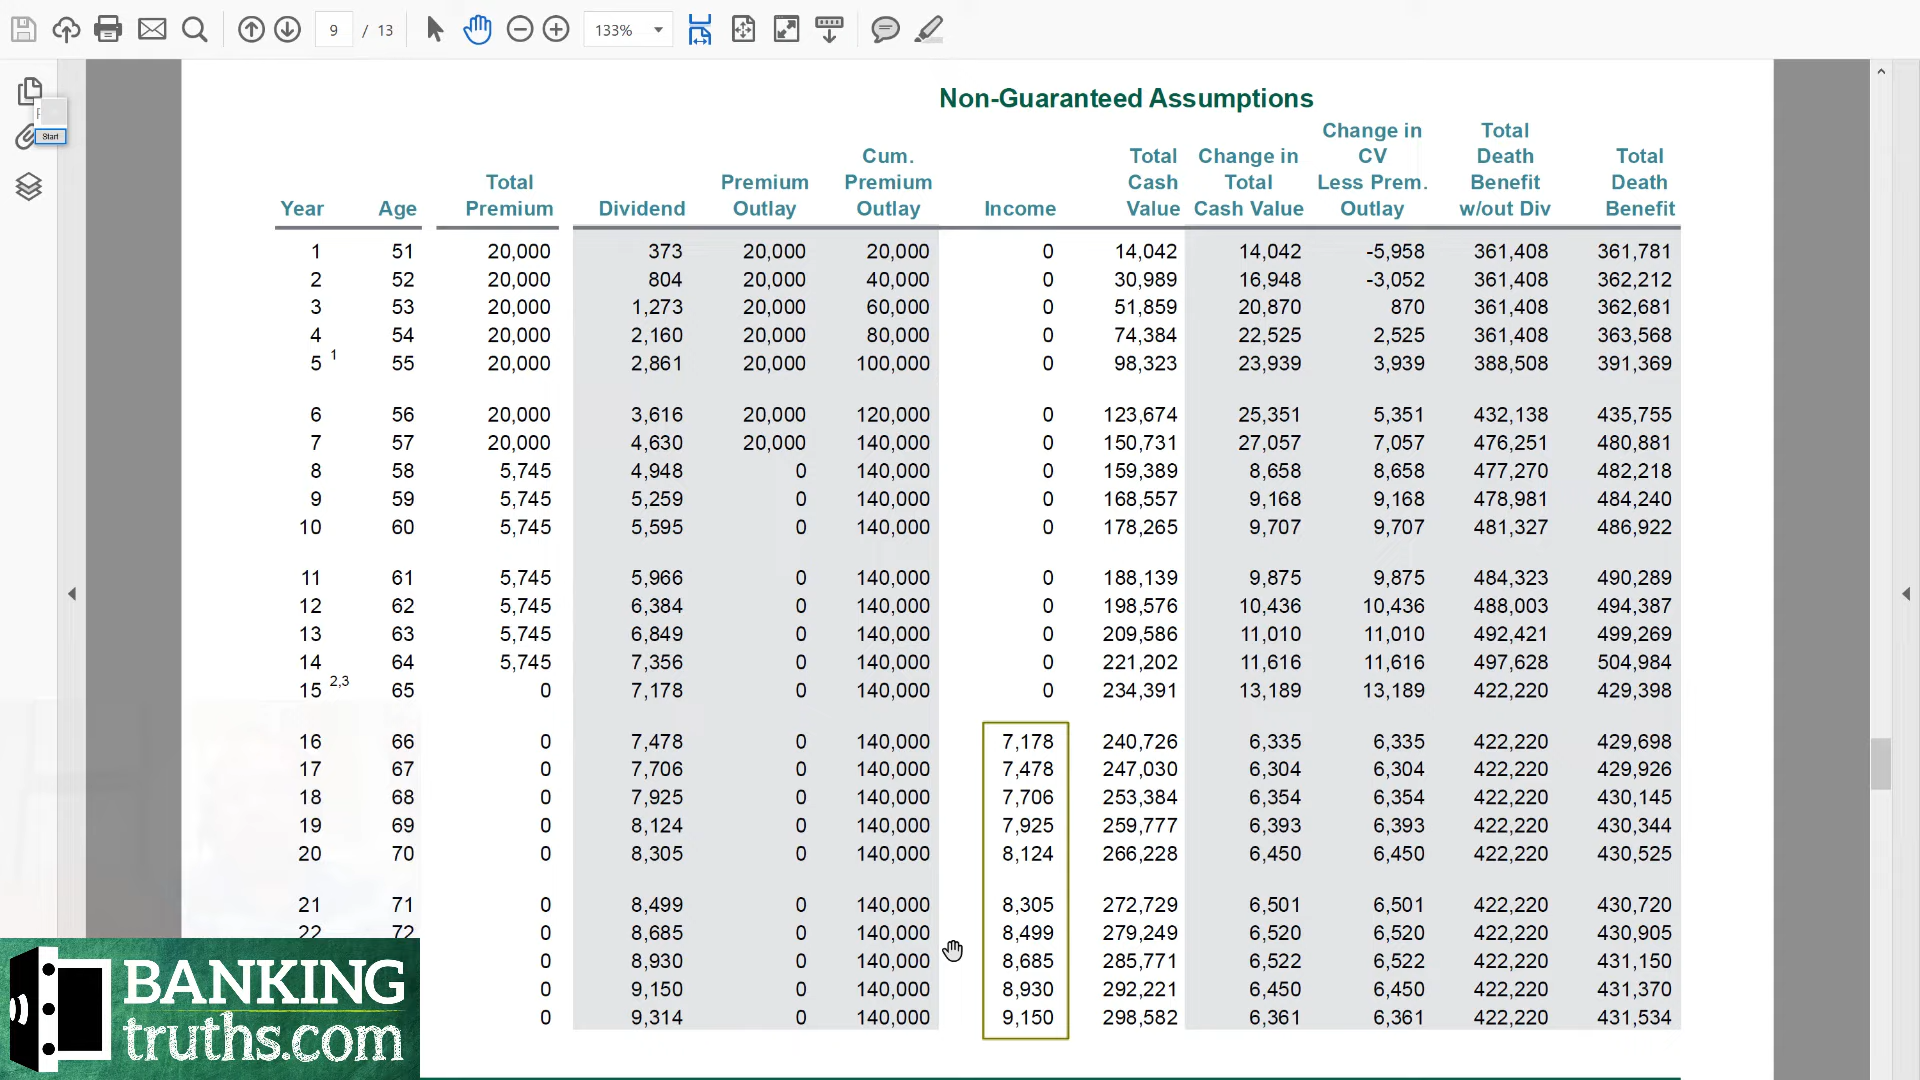 9 / 13
133%
Start
Non-Guaranteed Assumptions
Year Age Total Premium Dividend Premium Outlay Cum. Premium Outlay Income Total Cash Value Change in Total Cash Value Change in CV Less Prem. Outlay Total Death Benefit w/out Div Total Death Benefit
1 51 20,000 373 20,000 20,000 0 14,042 14,042 -5,958 361,408 361,781
2 52 20,000 804 20,000 40,000 0 30,989 16,948 -3,052 361,408 362,212
3 53 20,000 1,273 20,000 60,000 0 51,859 20,870 870 361,408 362,681
4 54 20,000 2,160 20,000 80,000 0 74,384 22,525 2,525 361,408 363,568
5 1 55 20,000 2,861 20,000 100,000 0 98,323 23,939 3,939 388,508 391,369
6 56 20,000 3,616 20,000 120,000 0 123,674 25,351 5,351 432,138 435,755
7 57 20,000 4,630 20,000 140,000 0 150,731 27,057 7,057 476,251 480,881
8 58 5,745 4,948 0 140,000 0 159,389 8,658 8,658 477,270 482,218
9 59 5,745 5,259 0 140,000 0 168,557 9,168 9,168 478,981 484,240
10 60 5,745 5,595 0 140,000 0 178,265 9,707 9,707 481,327 486,922
11 61 5,745 5,966 0 140,000 0 188,139 9,875 9,875 484,323 490,289
12 62 5,745 6,384 0 140,000 0 198,576 10,436 10,436 488,003 494,387
13 63 5,745 6,849 0 140,000 0 209,586 11,010 11,010 492,421 499,269
14 64 5,745 7,356 0 140,000 0 221,202 11,616 11,616 497,628 504,984
15 2,3 65 0 7,178 0 140,000 0 234,391 13,189 13,189 422,220 429,398
16 66 0 7,478 0 140,000 7,178 240,726 6,335 6,335 422,220 429,698
17 67 0 7,706 0 140,000 7,478 247,030 6,304 6,304 422,220 429,926
18 68 0 7,925 0 140,000 7,706 253,384 6,354 6,354 422,220 430,145
19 69 0 8,124 0 140,000 7,925 259,777 6,393 6,393 422,220 430,344
20 70 0 8,305 0 140,000 8,124 266,228 6,450 6,450 422,220 430,525
21 71 0 8,499 0 140,000 8,305 272,729 6,501 6,501 422,220 430,720
22 72 0 8,685 0 140,000 8,499 279,249 6,520 6,520 422,220 430,905
0 8,930 0 140,000 8,685 285,771 6,522 6,522 422,220 431,150
0 9,150 0 140,000 8,930 292,221 6,450 6,450 422,220 431,370
0 9,314 0 140,000 9,150 298,582 6,361 6,361 422,220 431,534
BANKING
truths.com